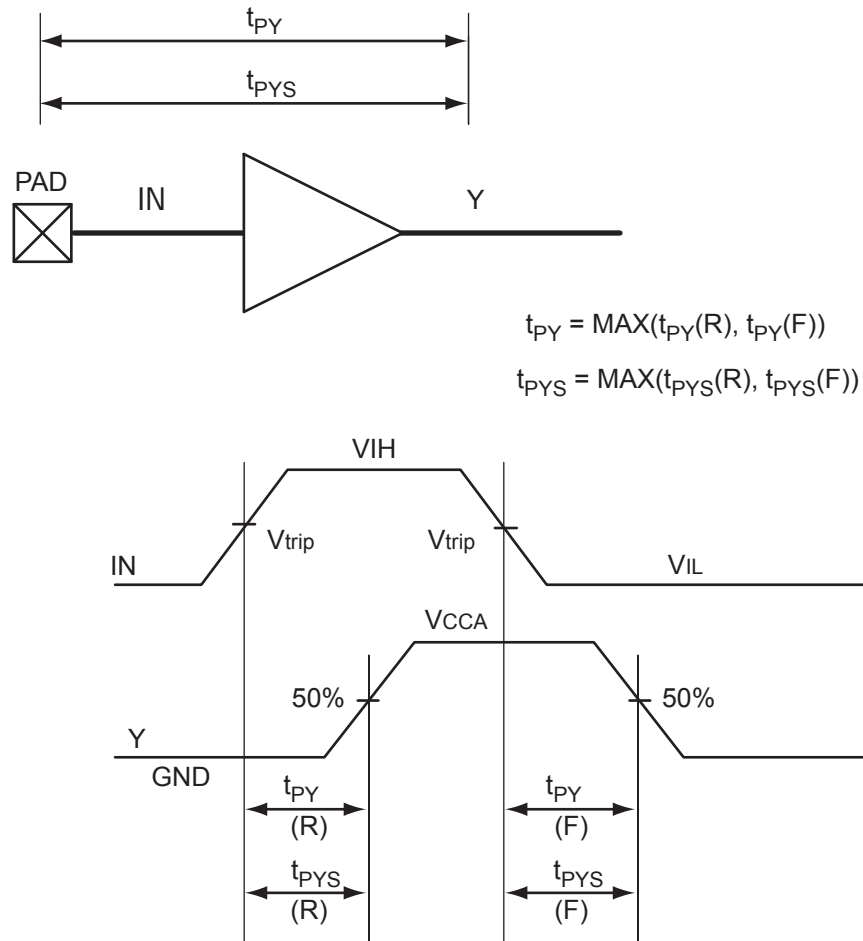 tPY
tPYS
PAD
IN
Y
tPY = MAX(tPY(R), tPY(F))
tPYS = MAX(tPYS(R), tPYS(F))
VIH
Vtrip
Vtrip
IN
VIL
VCCA
50%
50%
Y
GND
tPY
(R)
tPY
(F)
tPYS
(R)
tPYS
(F)